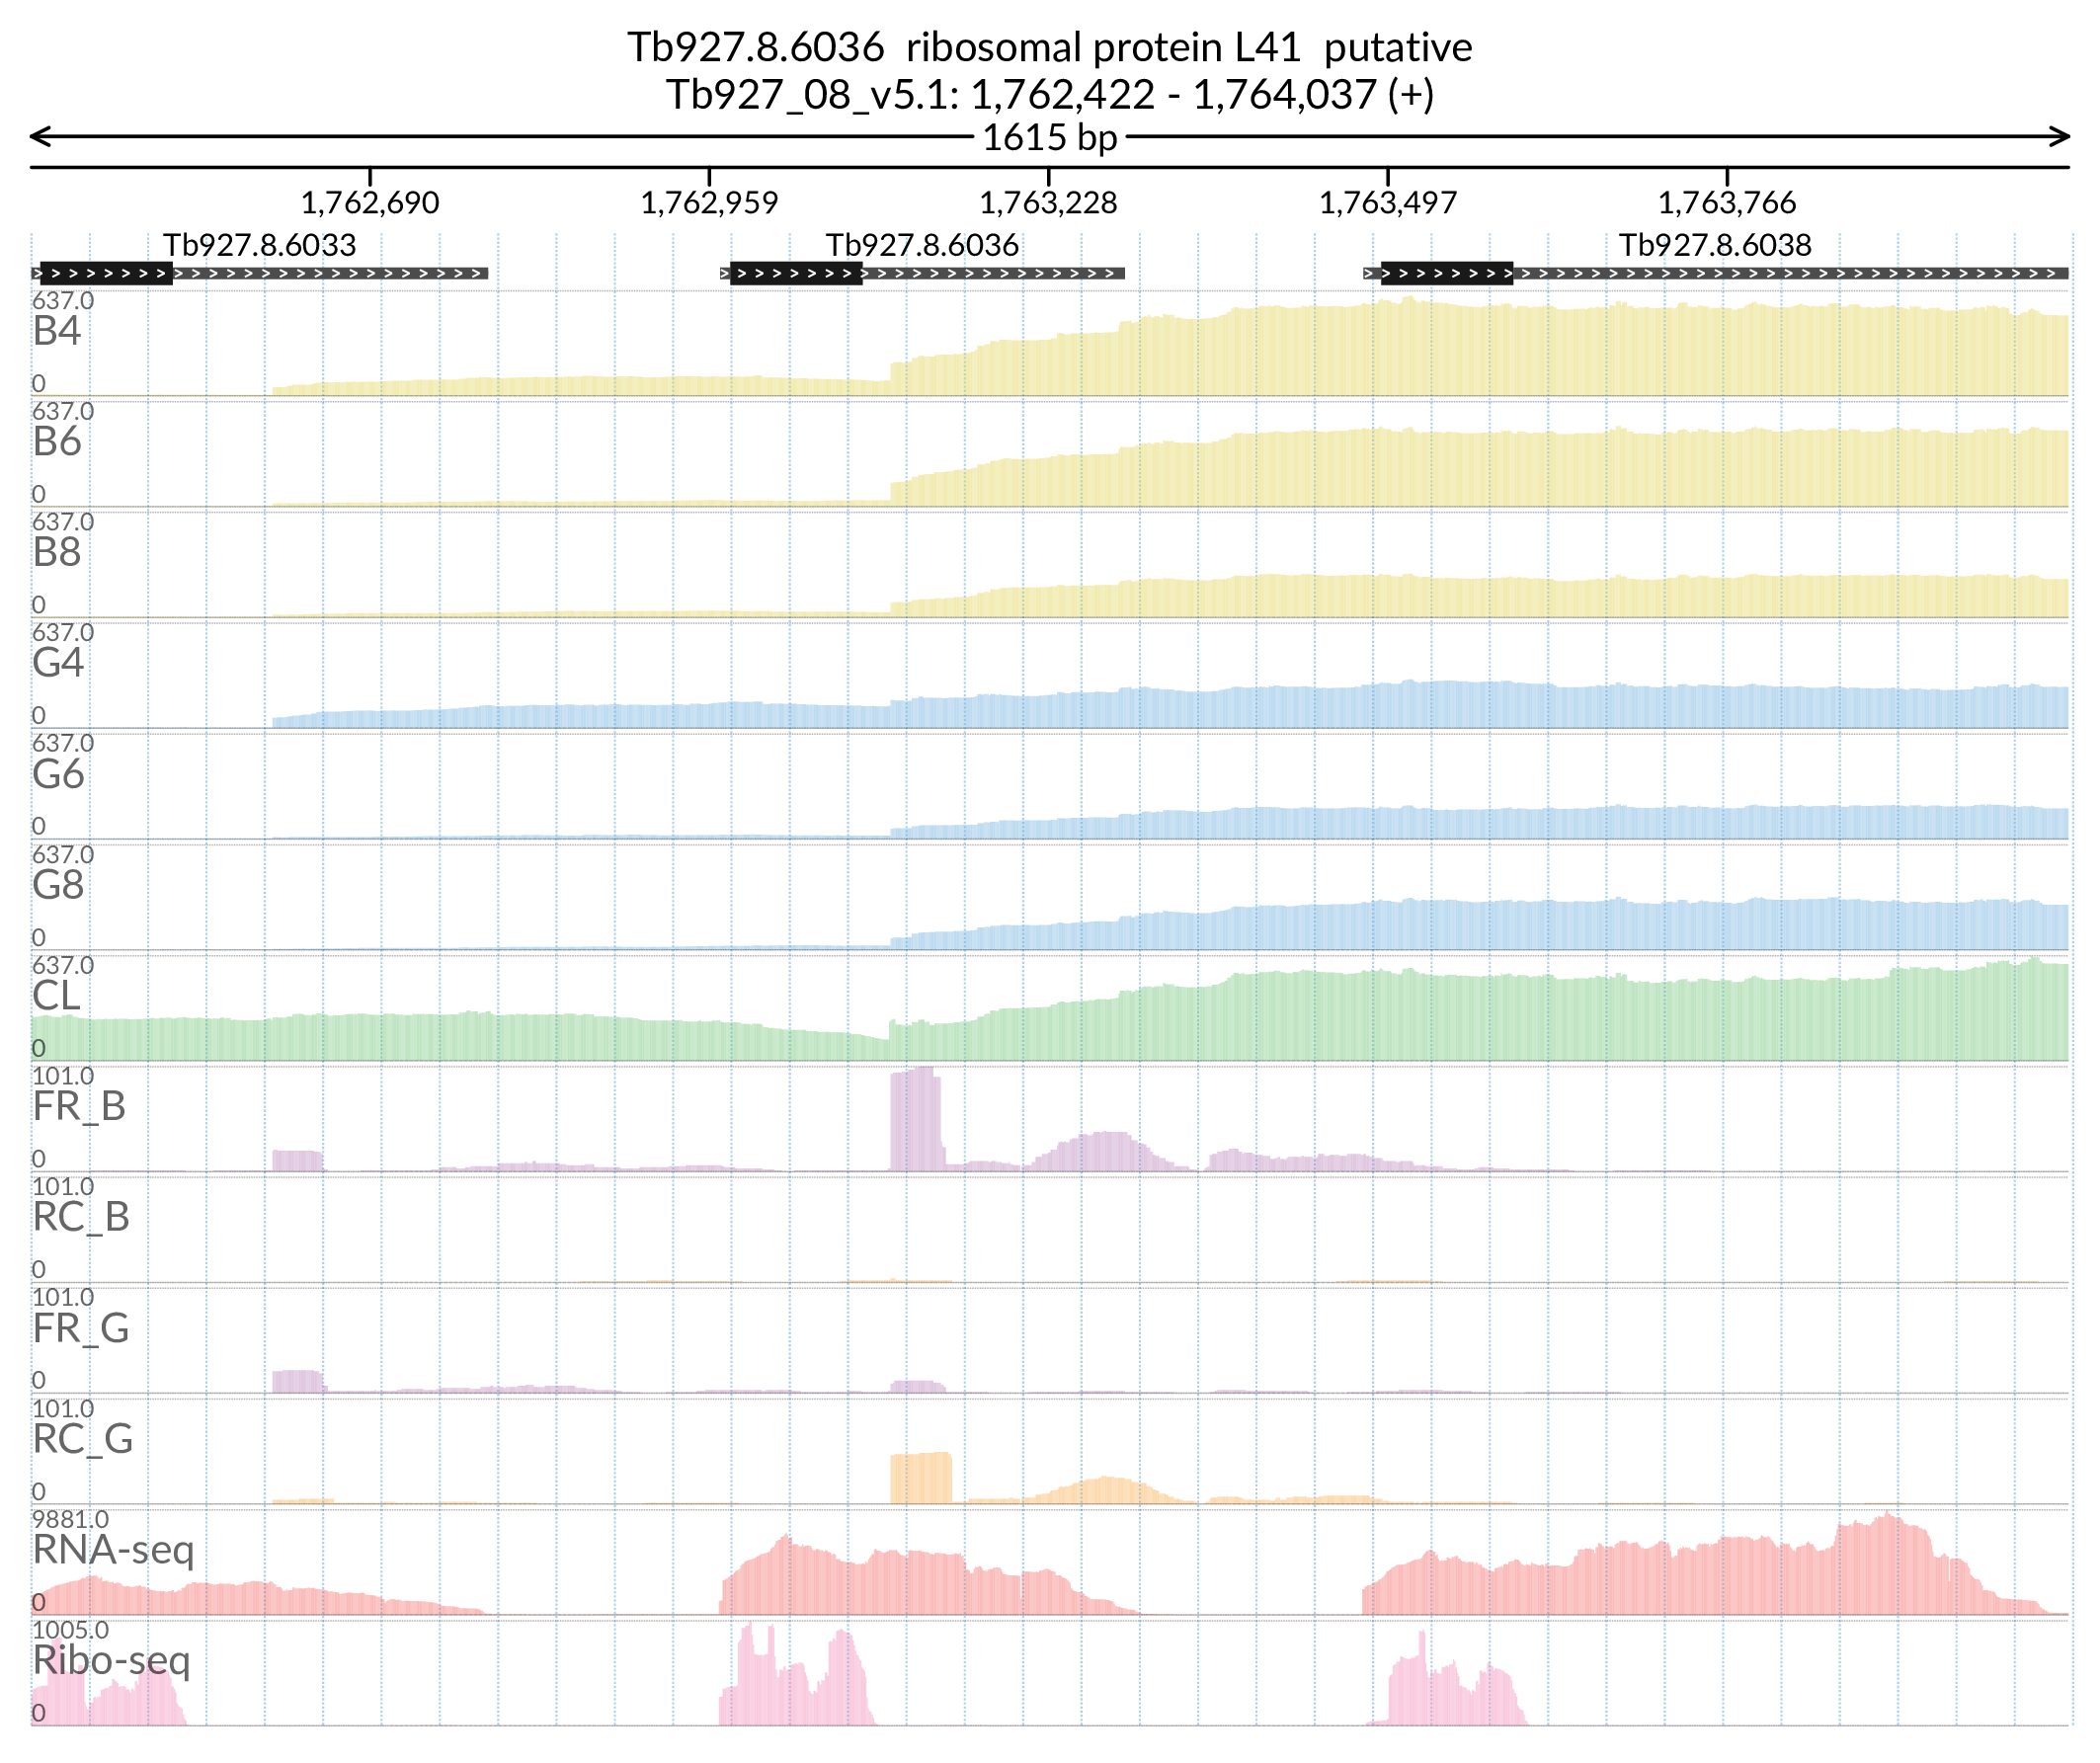 Tb927.8.6036 ribosomal protein L41 putative
Tb927_08_v5.1: 1,762,422 - 1,764,037 (+)
1615 bp
1,762,690 1,762,959 1,763,228 1,763,497 1,763,766
Tb927.8.6033 Tb927.8.6036 Tb927.8.6038
637.0
B4
0
637.0
B6
0
637.0
B8
0
637.0
G4
0
637.0
G6
0
637.0
G8
0
637.0
CL
0
101.0
FR_B
0
101.0
RC_B
0
101.0
FR_G
0
101.0
RC_G
0
9881.0
RNA-seq
0
1005.0
Ribo-seq
0